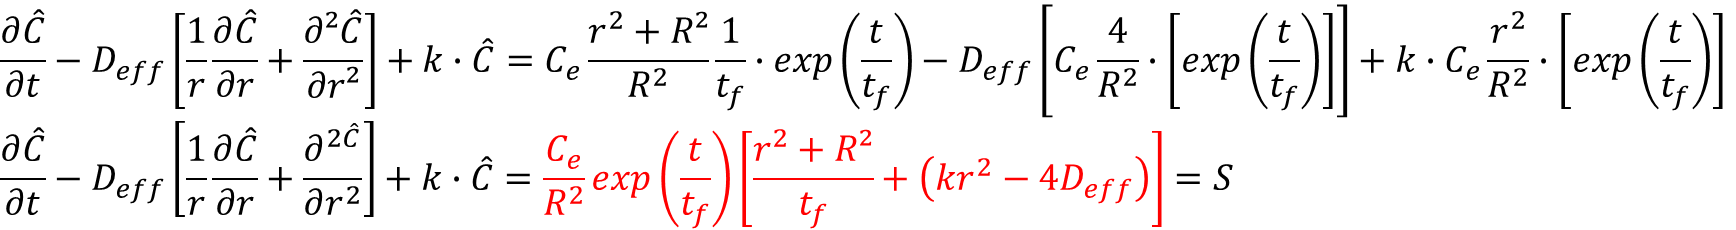 ∂Ĉ/∂t − D_eff [1/r ∂Ĉ/∂r + ∂²Ĉ/∂r²] + k · Ĉ = C_e (r² + R²)/R² 1/t_f · exp(t/t_f) − D_eff [C_e 4/R² · [exp(t/t_f)]] + k · C_e r²/R² · [exp(t/t_f)]
∂Ĉ/∂t − D_eff [1/r ∂Ĉ/∂r + ∂^(2Ĉ)/∂r²] + k · Ĉ = C_e/R² exp(t/t_f) [(r² + R²)/t_f + (kr² − 4D_eff)] = S